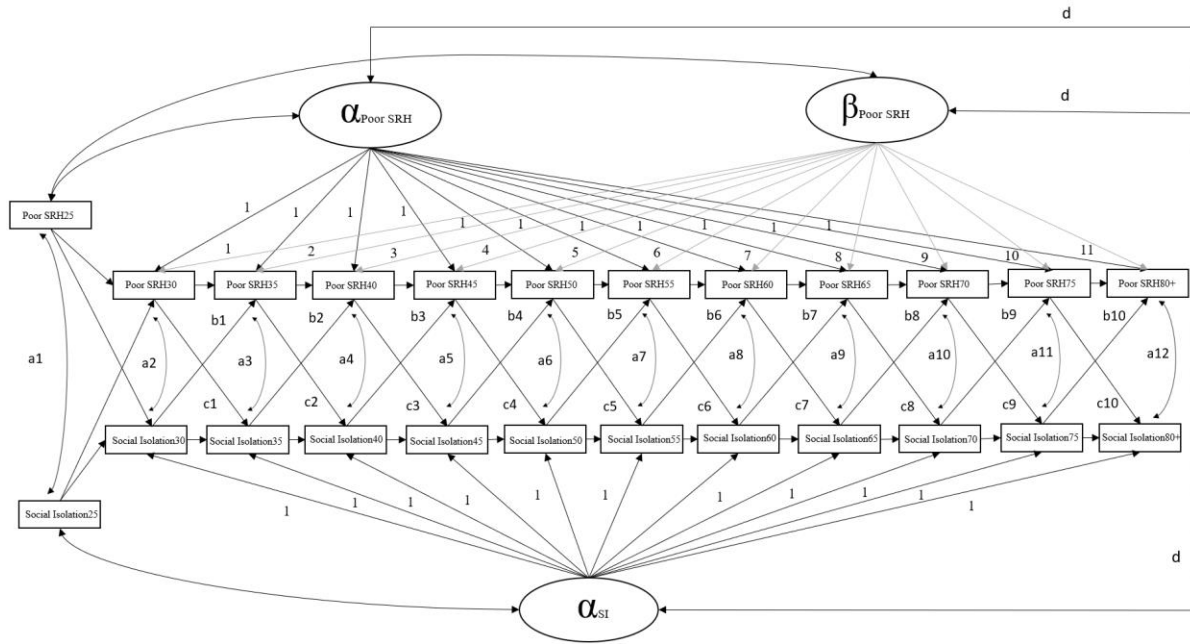 d
α Poor SRH
β Poor SRH
d
Poor SRH25
1 1 1 1 1 1 1 1 1 1 1
1 2 3 4 5 6 7 8 9 10 11
Poor SRH30 Poor SRH35 Poor SRH40 Poor SRH45 Poor SRH50 Poor SRH55 Poor SRH60 Poor SRH65 Poor SRH70 Poor SRH75 Poor SRH80+
b1 b2 b3 b4 b5 b6 b7 b8 b9 b10
a1 a2 a3 a4 a5 a6 a7 a8 a9 a10 a11 a12
c1 c2 c3 c4 c5 c6 c7 c8 c9 c10
Social Isolation30 Social Isolation35 Social Isolation40 Social Isolation45 Social Isolation50 Social Isolation55 Social Isolation60 Social Isolation65 Social Isolation70 Social Isolation75 Social Isolation80+
1 1 1 1 1 1 1 1 1 1 1
Social Isolation25
d
α SI